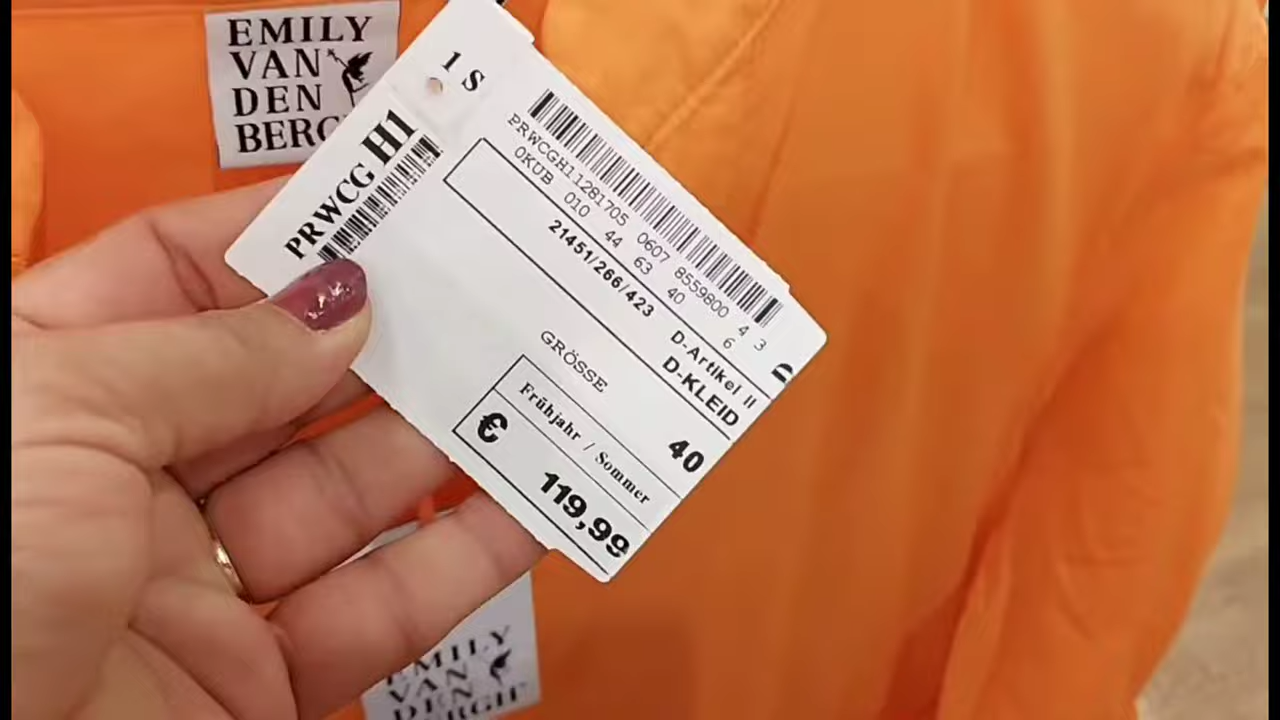 EMILY
VAN
DEN
BERG
1 S
PRWCG H1
PRWCGH11281705 0607 8559800 4 3
0KUB 010 44 63 40 6
21451/266/423
D-Artikel II
D-KLEID
GRÖSSE
40
Frühjahr / Sommer
€ 119,99
EMILY
VAN
DEN